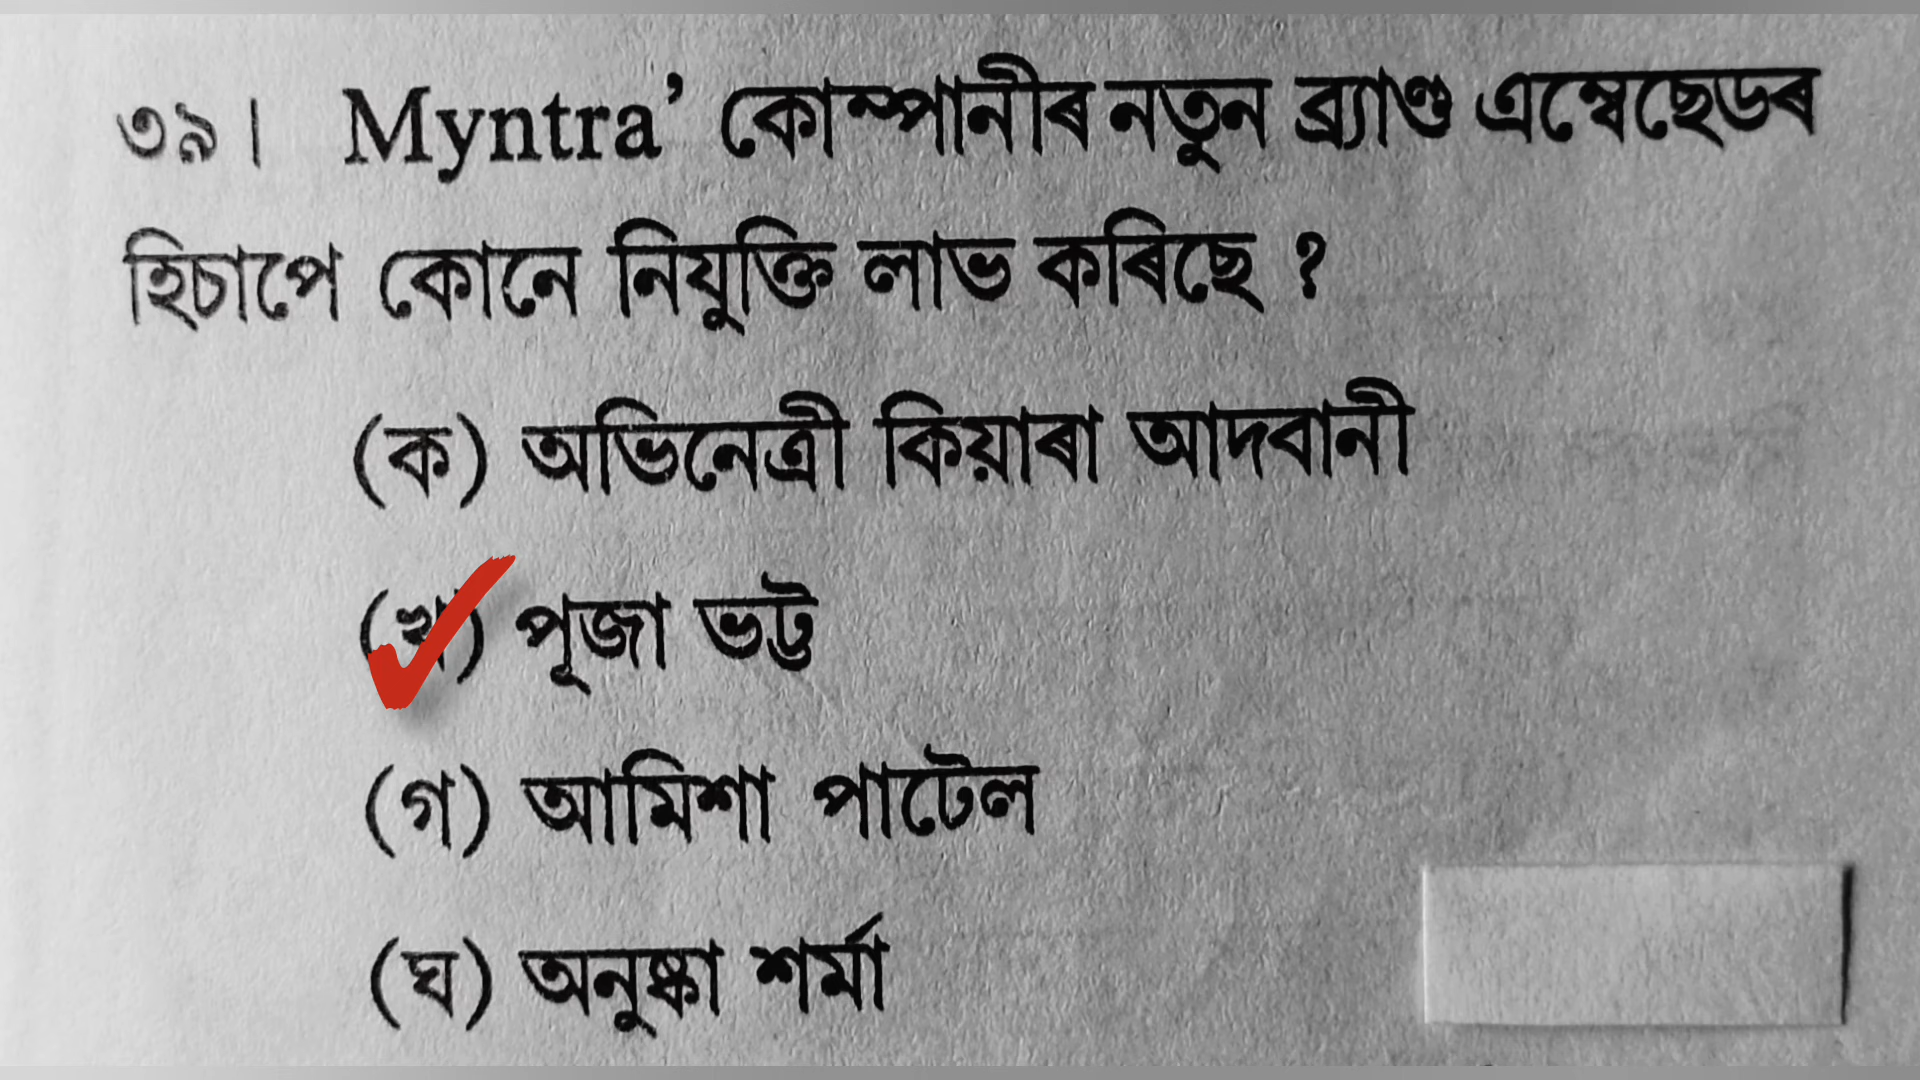 ৩৯। Myntra’ কোম্পানীৰ নতুন ব্ৰ্যাণ্ড এম্বেছেডৰ
হিচাপে কোনে নিযুক্তি লাভ কৰিছে ?
(ক) অভিনেত্ৰী কিয়াৰা আদবানী
(খ) পূজা ভট্ট
(গ) আমিশা পাটেল
(ঘ) অনুষ্কা শৰ্মা